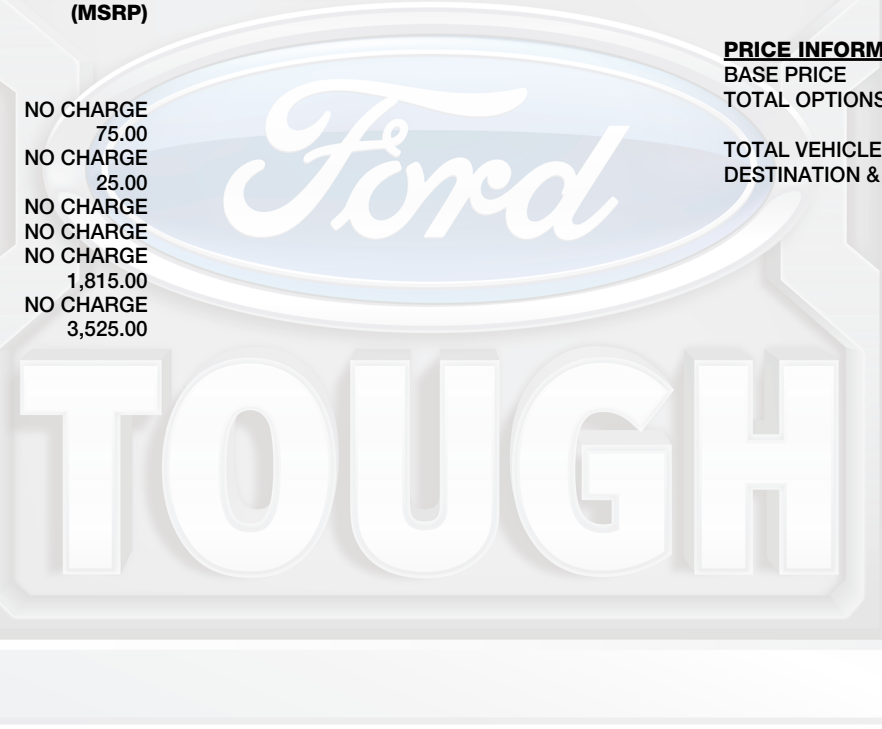 (MSRP)
NO CHARGE
75.00
NO CHARGE
25.00
NO CHARGE
NO CHARGE
NO CHARGE
1,815.00
NO CHARGE
3,525.00
PRICE INFORM
BASE PRICE
TOTAL OPTIONS
TOTAL VEHICLE
DESTINATION &
Ford
TOUGH